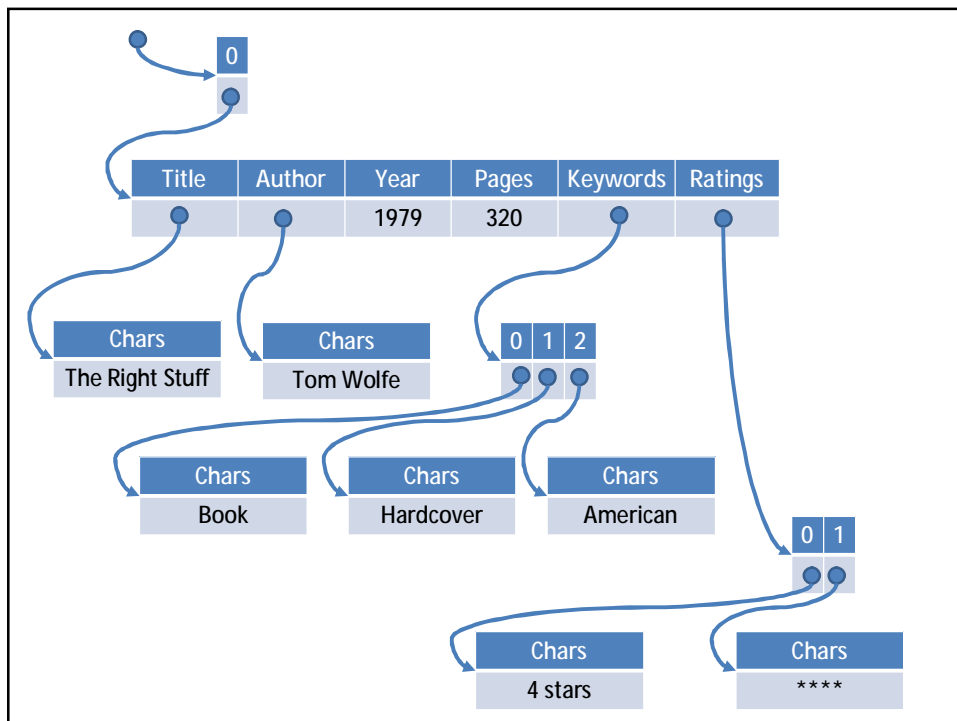 0
Title Author Year Pages Keywords Ratings
1979 320
Chars Chars 0 1 2
The Right Stuff Tom Wolfe
Chars Chars Chars
Book Hardcover American
0 1
Chars Chars
4 stars ****